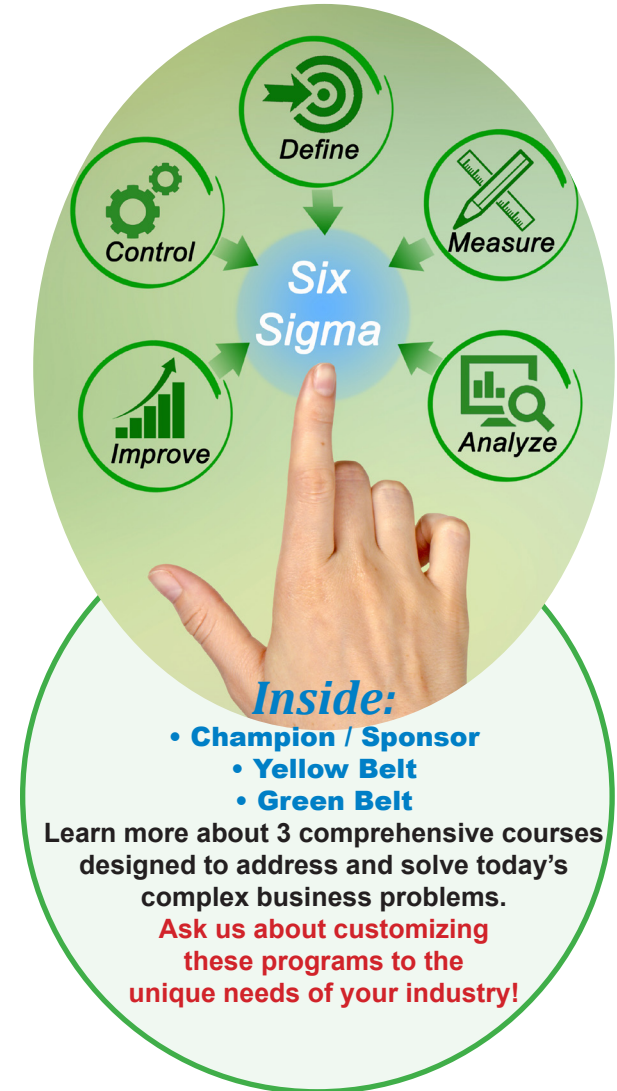 Define
Control
Measure
Six
Sigma
Improve
Analyze
Inside:
• Champion / Sponsor
• Yellow Belt
• Green Belt
Learn more about 3 comprehensive courses
designed to address and solve today’s
complex business problems.
Ask us about customizing
these programs to the
unique needs of your industry!